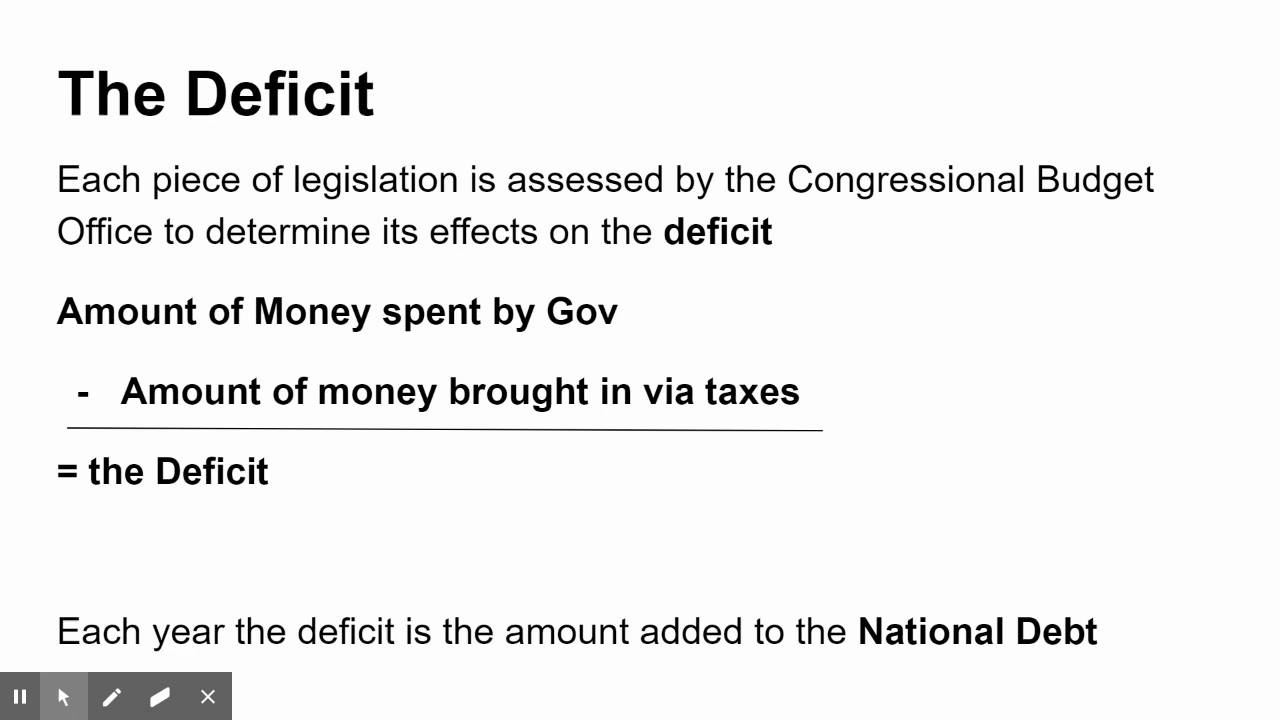 The Deficit
Each piece of legislation is assessed by the Congressional Budget
Office to determine its effects on the deficit
Amount of Money spent by Gov
- Amount of money brought in via taxes
= the Deficit
Each year the deficit is the amount added to the National Debt